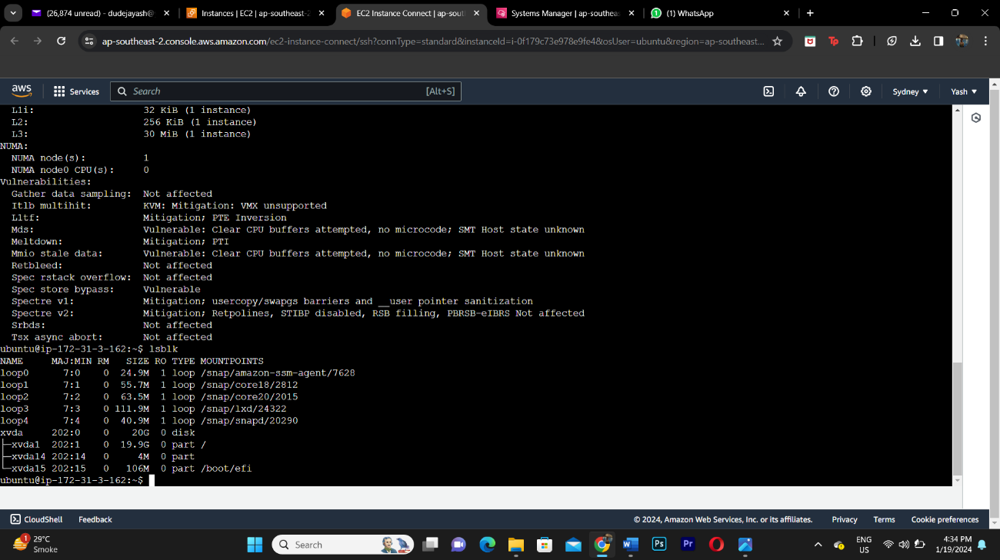 (26,874 unread) - dudejayash@
Instances | EC2 | ap-southeast-2
EC2 Instance Connect | ap-sout
Systems Manager | ap-southeas
(1) WhatsApp
ap-southeast-2.console.aws.amazon.com/ec2-instance-connect/ssh?connType=standard&instanceId=i-0f179c73e978e9fe4&osUser=ubuntu&region=ap-southeast...
Tp
aws
Services
Search
[Alt+S]
Sydney
Yash
L1i: 32 KiB (1 instance)
L2: 256 KiB (1 instance)
L3: 30 MiB (1 instance)
NUMA:
NUMA node(s): 1
NUMA node0 CPU(s): 0
Vulnerabilities:
Gather data sampling: Not affected
Itlb multihit: KVM: Mitigation: VMX unsupported
L1tf: Mitigation; PTE Inversion
Mds: Vulnerable: Clear CPU buffers attempted, no microcode; SMT Host state unknown
Meltdown: Mitigation; PTI
Mmio stale data: Vulnerable: Clear CPU buffers attempted, no microcode; SMT Host state unknown
Retbleed: Not affected
Spec rstack overflow: Not affected
Spec store bypass: Vulnerable
Spectre v1: Mitigation; usercopy/swapgs barriers and __user pointer sanitization
Spectre v2: Mitigation; Retpolines, STIBP disabled, RSB filling, PBRSB-eIBRS Not affected
Srbds: Not affected
Tsx async abort: Not affected
ubuntu@ip-172-31-3-162:~$ lsblk
NAME MAJ:MIN RM SIZE RO TYPE MOUNTPOINTS
loop0 7:0 0 24.9M 1 loop /snap/amazon-ssm-agent/7628
loop1 7:1 0 55.7M 1 loop /snap/core18/2812
loop2 7:2 0 63.5M 1 loop /snap/core20/2015
loop3 7:3 0 111.9M 1 loop /snap/lxd/24322
loop4 7:4 0 40.9M 1 loop /snap/snapd/20290
xvda 202:0 0 20G 0 disk
├─xvda1 202:1 0 19.9G 0 part /
├─xvda14 202:14 0 4M 0 part
└─xvda15 202:15 0 106M 0 part /boot/efi
ubuntu@ip-172-31-3-162:~$
CloudShell
Feedback
© 2024, Amazon Web Services, Inc. or its affiliates.
Privacy
Terms
Cookie preferences
1
29°C
Smoke
Search
Ps
Pr
ENG
US
4:34 PM
1/19/2024